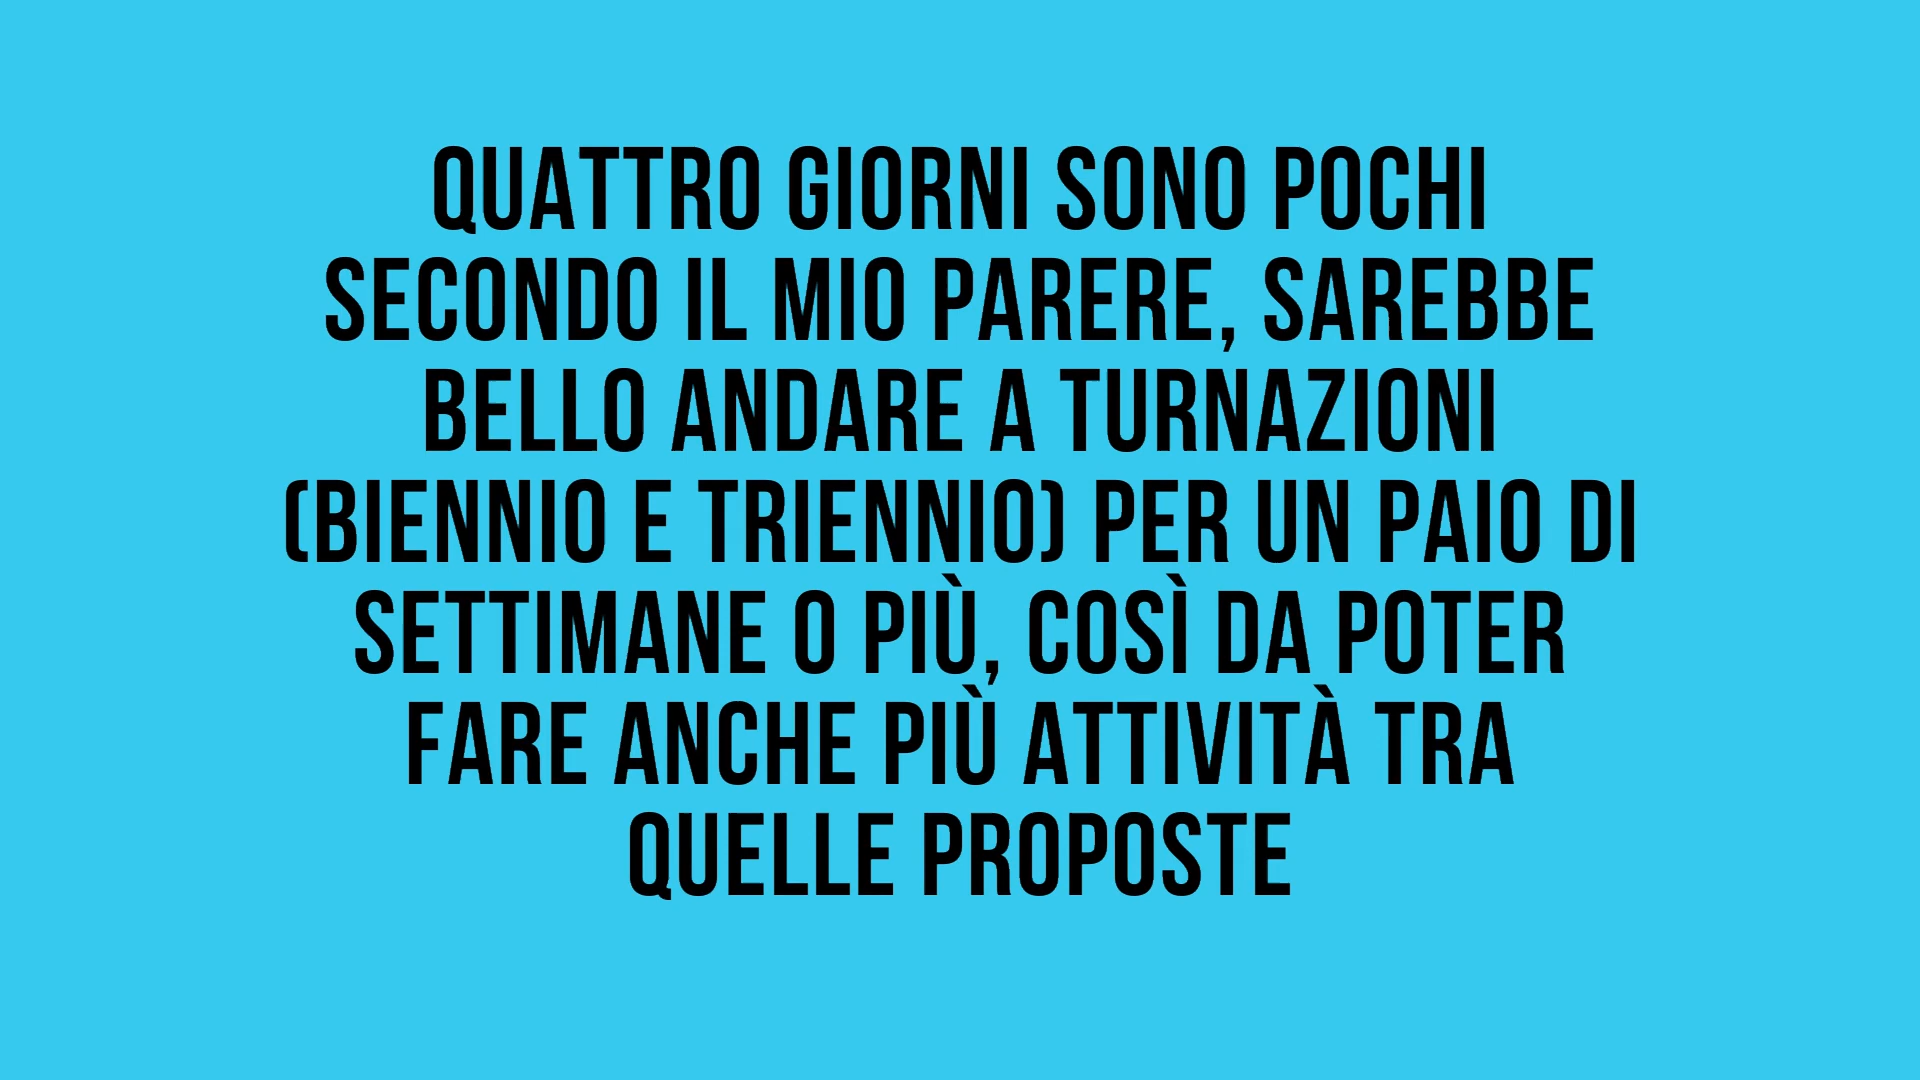 QUATTRO GIORNI SONO POCHI
SECONDO IL MIO PARERE, SAREBBE
BELLO ANDARE A TURNAZIONI
(BIENNIO E TRIENNIO) PER UN PAIO DI
SETTIMANE O PIÙ, COSÌ DA POTER
FARE ANCHE PIÙ ATTIVITÀ TRA
QUELLE PROPOSTE